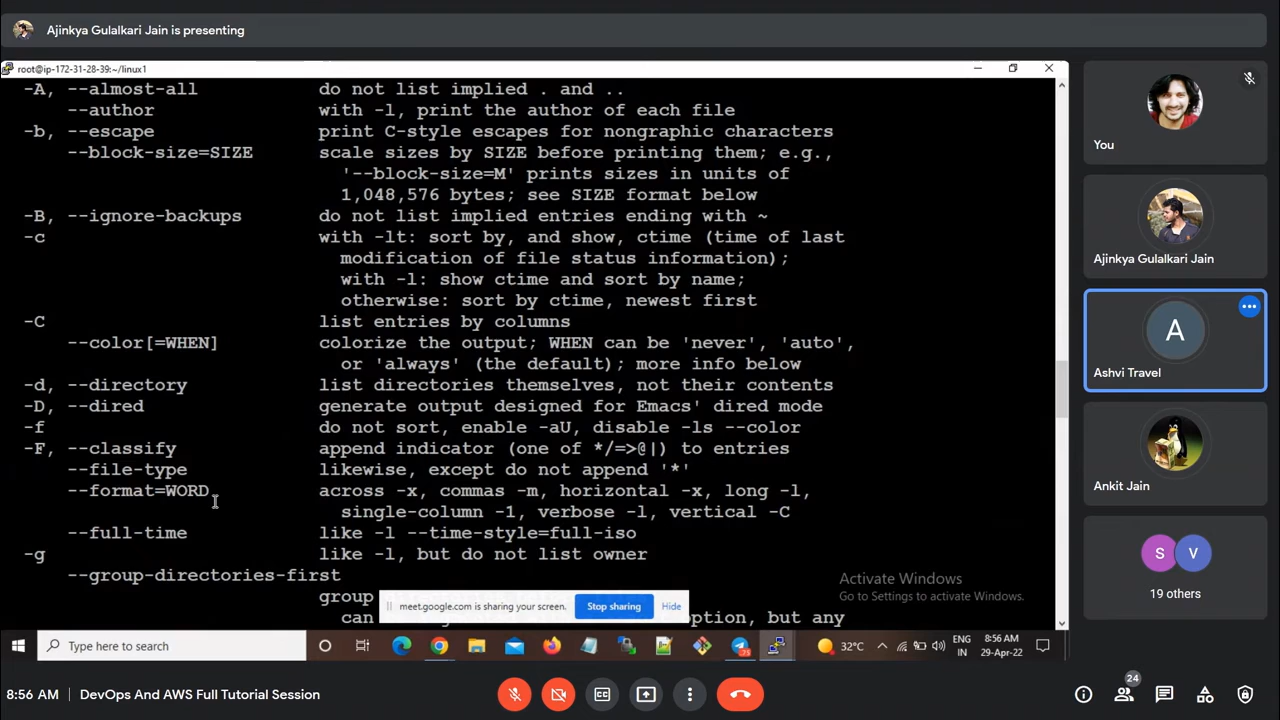 Ajinkya Gulalkari Jain is presenting
root@ip-172-31-28-39:~/linux1
-A, --almost-all do not list implied . and ..
--author with -l, print the author of each file
-b, --escape print C-style escapes for nongraphic characters
--block-size=SIZE scale sizes by SIZE before printing them; e.g.,
'--block-size=M' prints sizes in units of
1,048,576 bytes; see SIZE format below
-B, --ignore-backups do not list implied entries ending with ~
-c with -lt: sort by, and show, ctime (time of last
modification of file status information);
with -l: show ctime and sort by name;
otherwise: sort by ctime, newest first
-C list entries by columns
--color[=WHEN] colorize the output; WHEN can be 'never', 'auto',
or 'always' (the default); more info below
-d, --directory list directories themselves, not their contents
-D, --dired generate output designed for Emacs' dired mode
-f do not sort, enable -aU, disable -ls --color
-F, --classify append indicator (one of */=>@|) to entries
--file-type likewise, except do not append '*'
--format=WORD across -x, commas -m, horizontal -x, long -l,
single-column -1, verbose -l, vertical -C
--full-time like -l --time-style=full-iso
-g like -l, but do not list owner
--group-directories-first
group
can option, but any
meet.google.com is sharing your screen. Stop sharing Hide
Activate Windows
Go to Settings to activate Windows.
Type here to search
32°C
ENG
IN
8:56 AM
29-Apr-22
You
Ajinkya Gulalkari Jain
A
Ashvi Travel
Ankit Jain
S V
19 others
8:56 AM | DevOps And AWS Full Tutorial Session
24